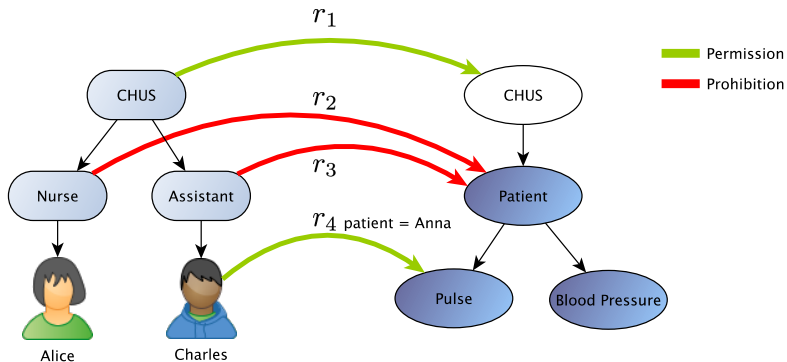 r1
Permission
CHUS
CHUS
Prohibition
r2
r3
Nurse
Assistant
Patient
r4 patient = Anna
Pulse
Blood Pressure
Alice
Charles